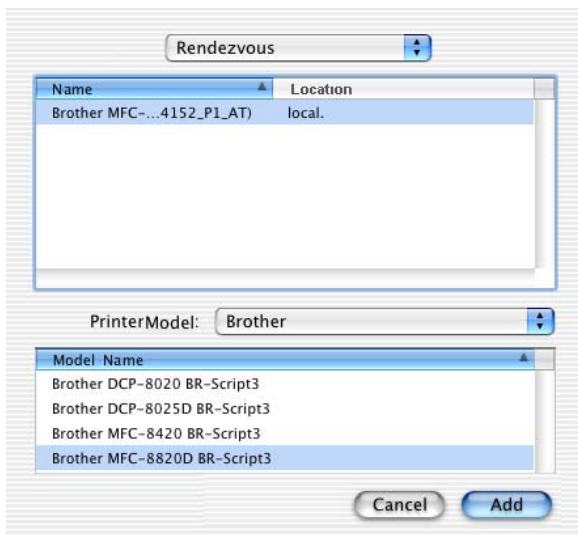 Rendezvous
Name Location
Brother MFC-...4152_P1_AT) local.
PrinterModel: Brother
Model Name
Brother DCP-8020 BR-Script3
Brother DCP-8025D BR-Script3
Brother MFC-8420 BR-Script3
Brother MFC-8820D BR-Script3
Cancel Add